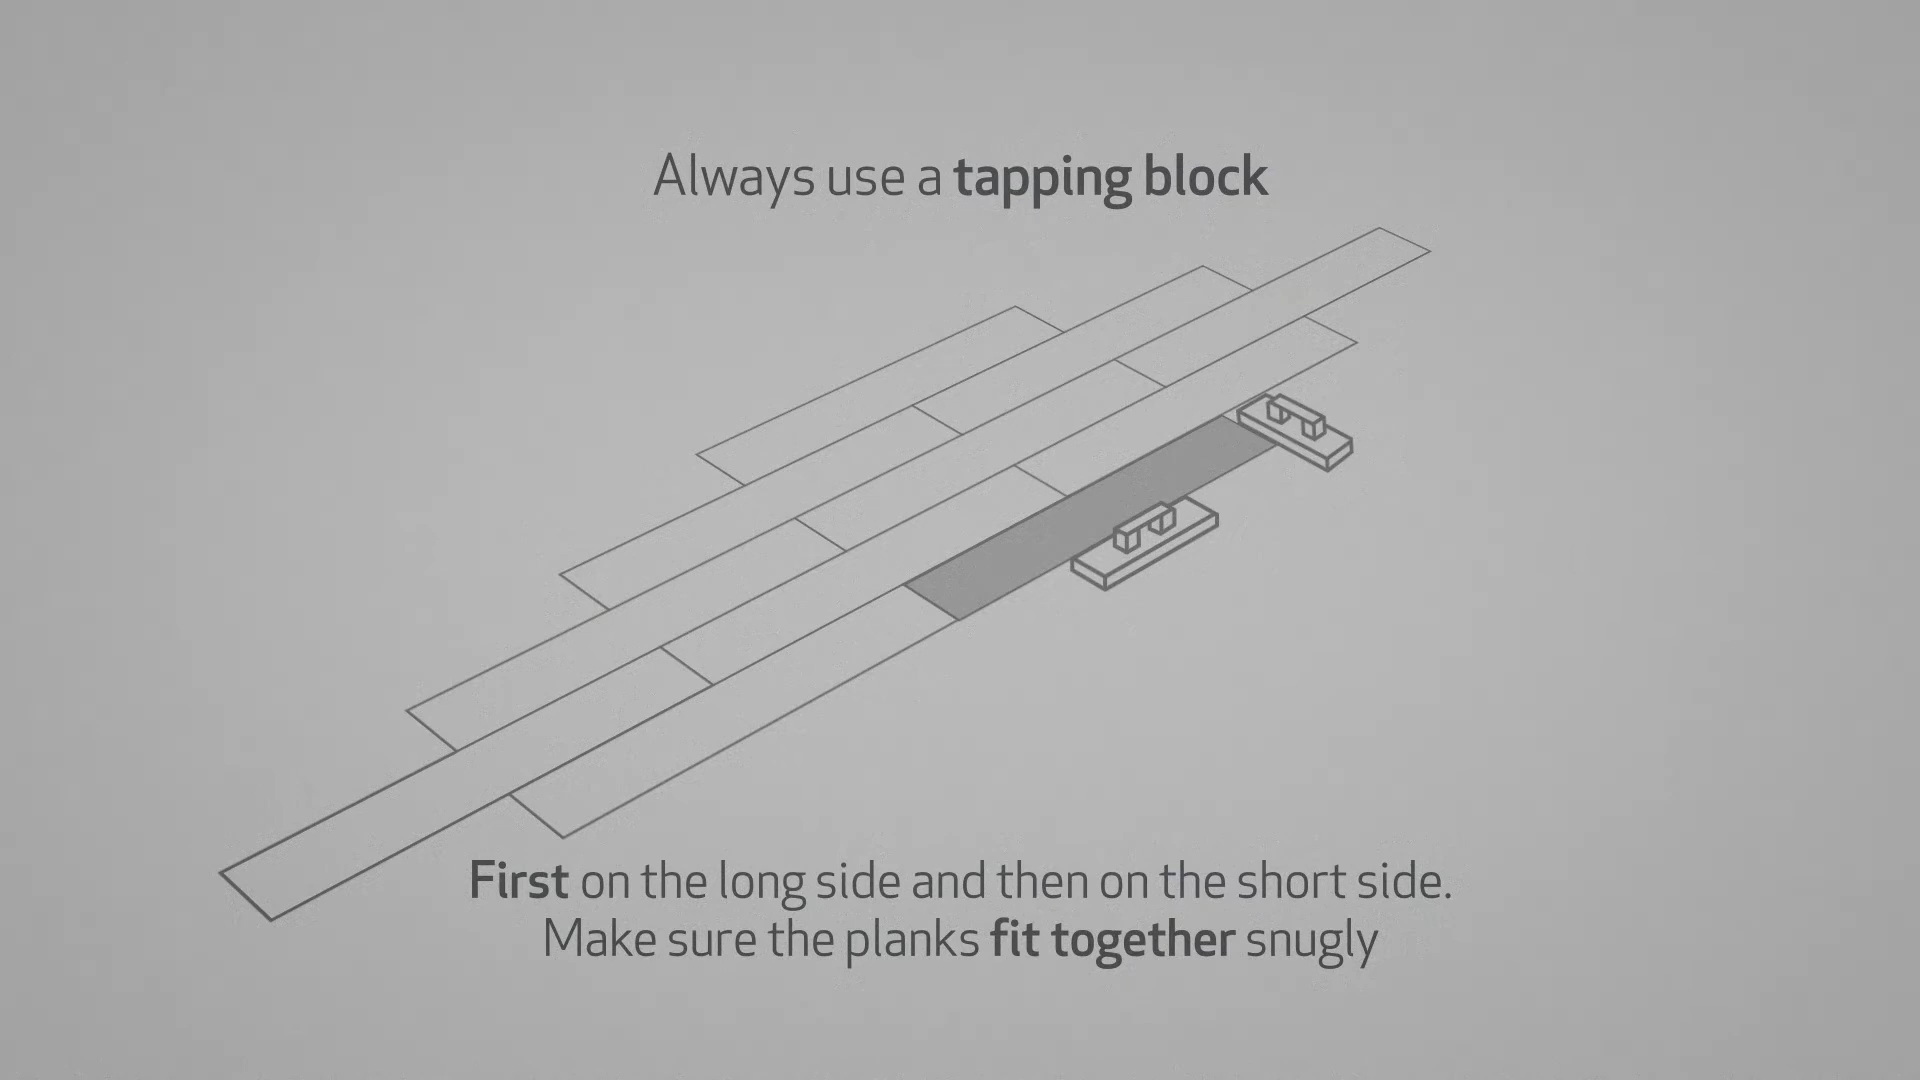 Always use a tapping block
First on the long side and then on the short side.
Make sure the planks fit together snugly